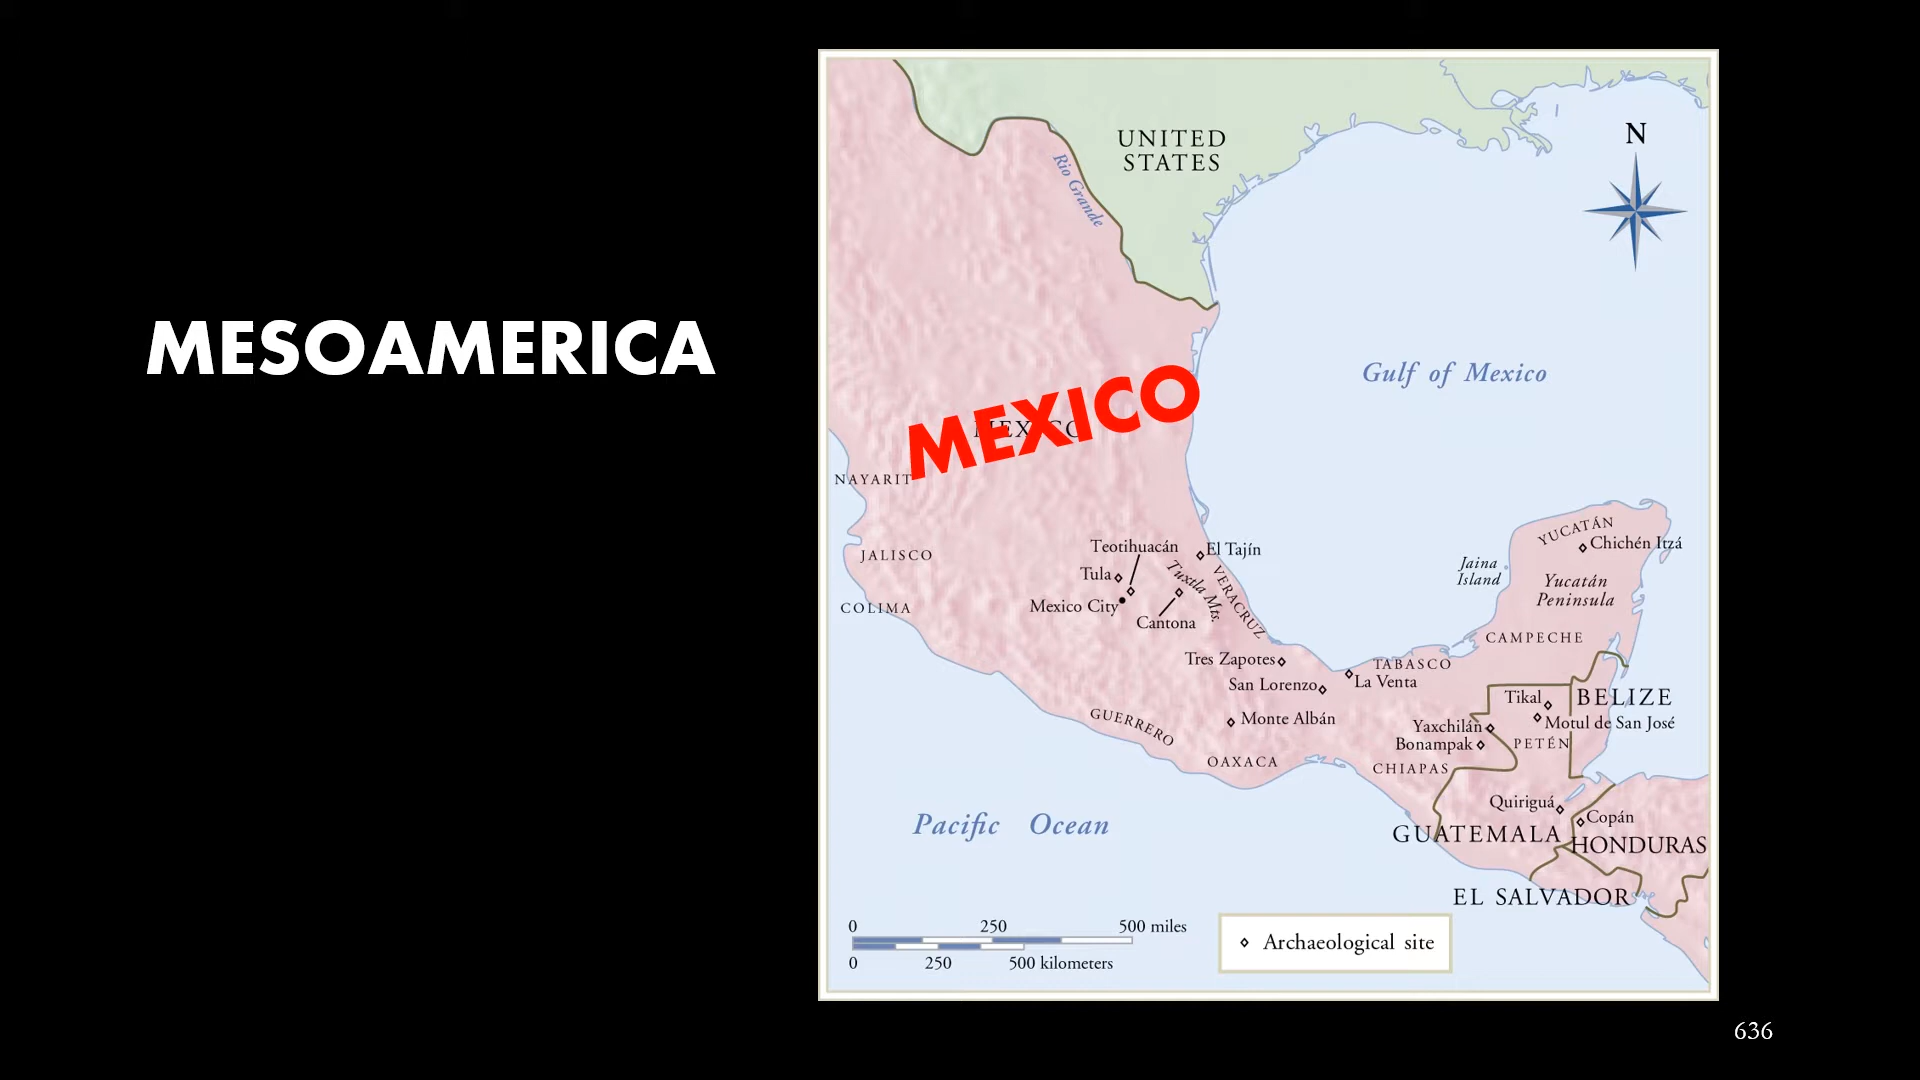 MESOAMERICA
UNITED
STATES
N
Rio Grande
Gulf of Mexico
MEXICO
MEXICO
NAYARIT
JALISCO
COLIMA
Teotihuacán
El Tajín
Tula
Tuxtla Mts.
VERACRUZ
Mexico City
Cantona
YUCATÁN
Chichén Itzá
Jaina
Island
Yucatán
Peninsula
CAMPECHE
Tres Zapotes
TABASCO
San Lorenzo
La Venta
Monte Albán
GUERRERO
OAXACA
CHIAPAS
Tikal
BELIZE
Motul de San José
Yaxchilán
Bonampak
PETÉN
Quiriguá
Copán
GUATEMALA
HONDURAS
EL SALVADOR
Pacific Ocean
0 250 500 miles
0 250 500 kilometers
Archaeological site
636